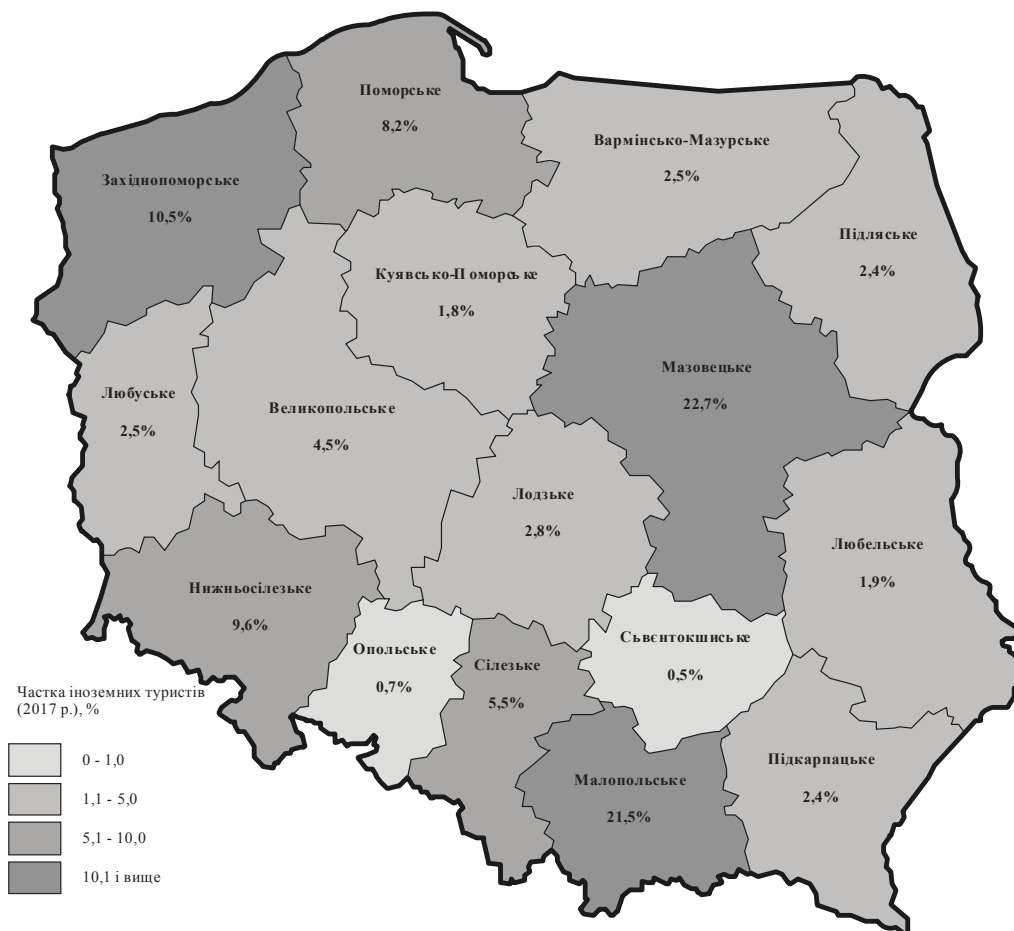 Поморське
8,2%
Вармінсько-Мазурське
2,5%
Західнопоморське
10,5%
Підляське
2,4%
Куявсько-Поморське
1,8%
Мазовецьке
22,7%
Любуське
2,5%
Великопольське
4,5%
Лодзьке
2,8%
Любельське
1,9%
Нижньосілезьке
9,6%
Опольське
0,7%
Сілезьке
5,5%
Сьвєнтокшиське
0,5%
Малопольське
21,5%
Підкарпацьке
2,4%
Частка іноземних туристів
(2017 р.), %
0 - 1,0
1,1 - 5,0
5,1 - 10,0
10,1 і вище